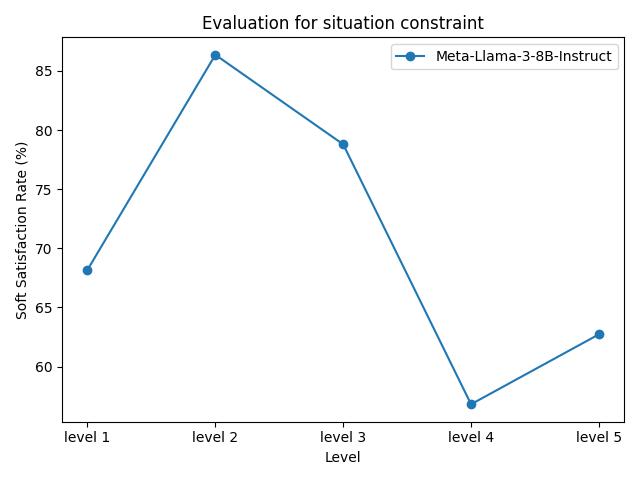 Evaluation for situation constraint
Meta-Llama-3-8B-Instruct
Soft Satisfaction Rate (%)
85
80
75
70
65
60
level 1 level 2 level 3 level 4 level 5
Level